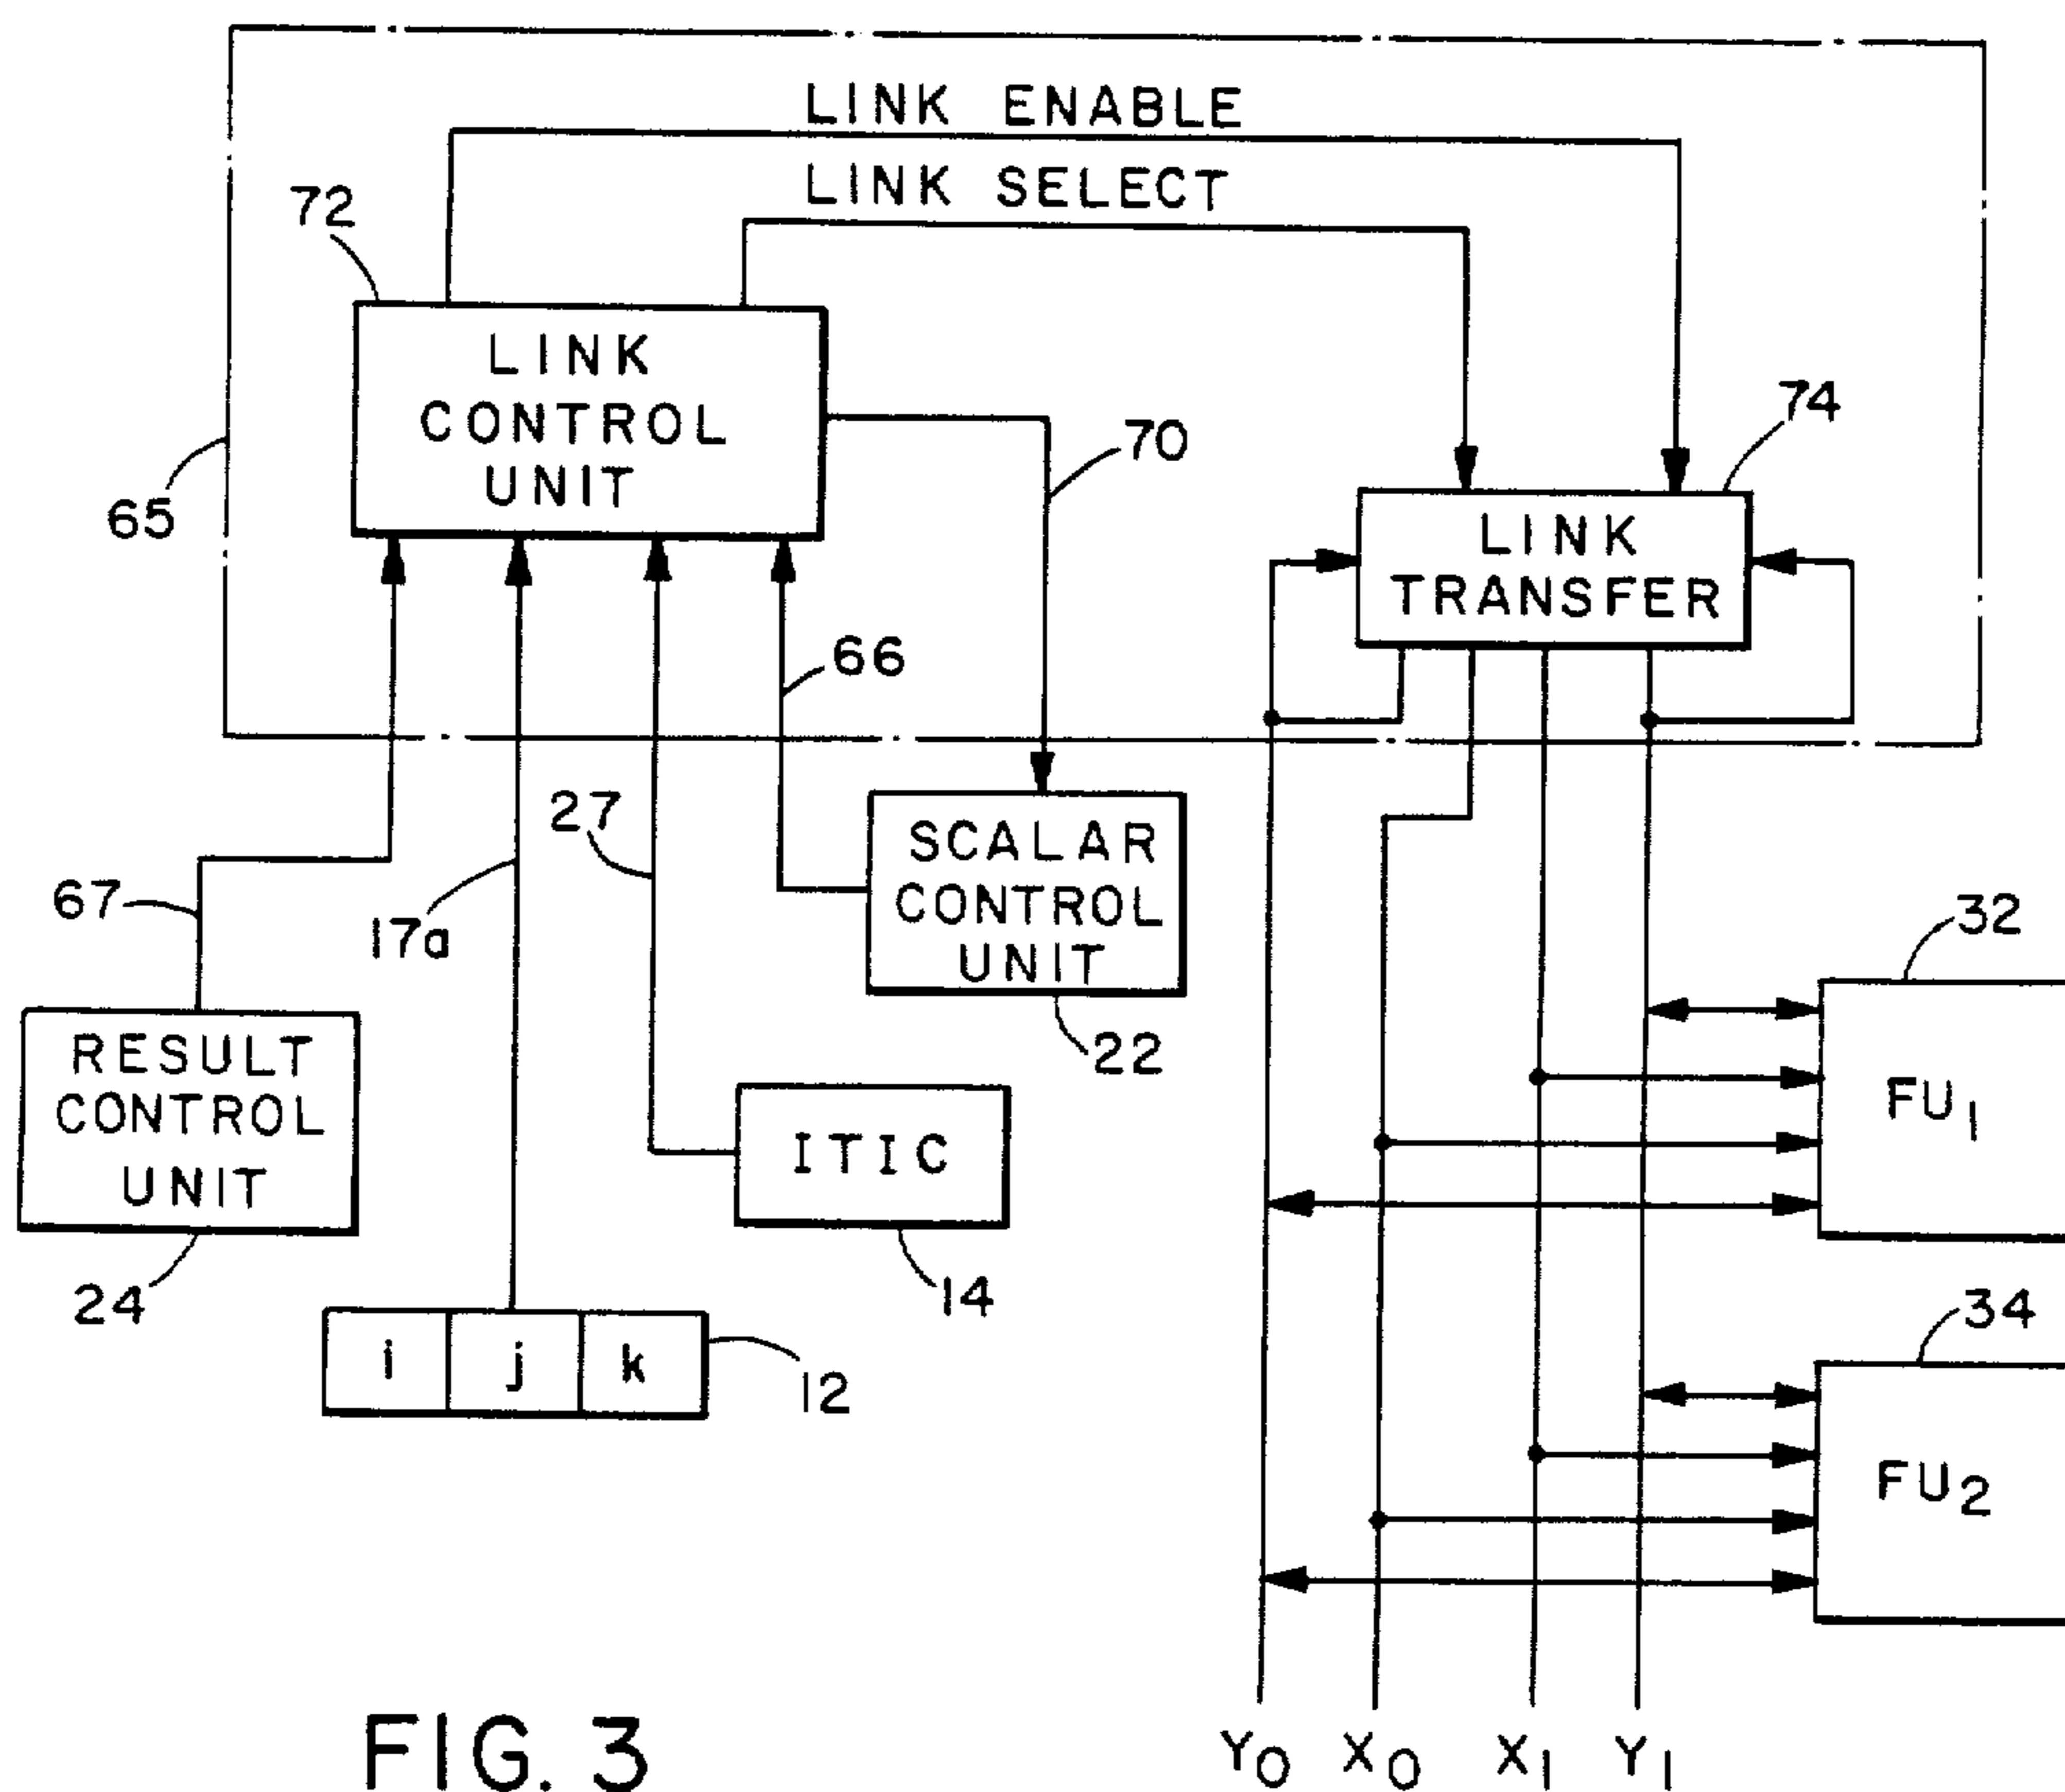 LINK ENABLE
LINK SELECT
72
LINK
CONTROL
UNIT
65
70
74
LINK
TRANSFER
66
27
67
17a
SCALAR
CONTROL
UNIT
22
RESULT
CONTROL
UNIT
24
ITIC
14
i j k
12
32
FU1
34
FU2
Y0 X0 X1 Y1
FIG. 3